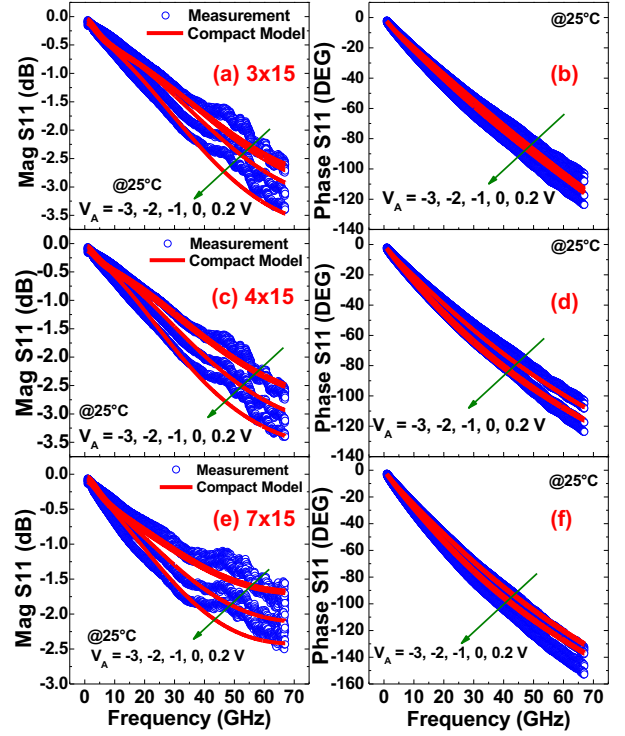 Measurement
Compact Model
(a) 3x15
@25°C
V_A = -3, -2, -1, 0, 0.2 V
Mag S11 (dB)
0.0
-0.5
-1.0
-1.5
-2.0
-2.5
-3.0
-3.5
@25°C
(b)
V_A = -3, -2, -1, 0, 0.2 V
Phase S11 (DEG)
0
-20
-40
-60
-80
-100
-120
-140
Measurement
Compact Model
(c) 4x15
@25°C
V_A = -3, -2, -1, 0, 0.2 V
Mag S11 (dB)
0.0
-0.5
-1.0
-1.5
-2.0
-2.5
-3.0
-3.5
@25°C
(d)
V_A = -3, -2, -1, 0, 0.2 V
Phase S11 (DEG)
0
-20
-40
-60
-80
-100
-120
-140
Measurement
Compact Model
(e) 7x15
@25°C
V_A = -3, -2, -1, 0, 0.2 V
Mag S11 (dB)
0.0
-0.5
-1.0
-1.5
-2.0
-2.5
-3.0
0 10 20 30 40 50 60 70
Frequency (GHz)
@25°C
(f)
V_A = -3, -2, -1, 0, 0.2 V
Phase S11 (DEG)
0
-20
-40
-60
-80
-100
-120
-140
-160
0 10 20 30 40 50 60 70
Frequency (GHz)